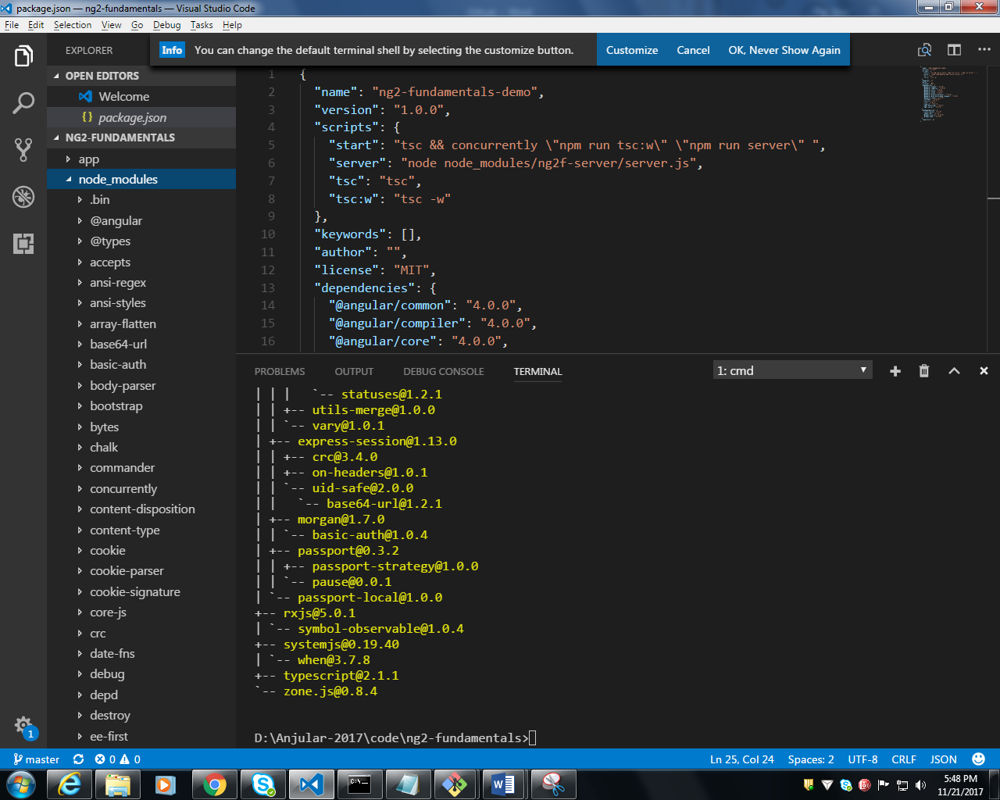 package.json — ng2-fundamentals — Visual Studio Code
File Edit Selection View Go Debug Tasks Help
EXPLORER
Info You can change the default terminal shell by selecting the customize button. Customize Cancel OK, Never Show Again
OPEN EDITORS
Welcome
{} package.json
NG2-FUNDAMENTALS
app
node_modules
.bin
@angular
@types
accepts
ansi-regex
ansi-styles
array-flatten
base64-url
basic-auth
body-parser
bootstrap
bytes
chalk
commander
concurrently
content-disposition
content-type
cookie
cookie-parser
cookie-signature
core-js
crc
date-fns
debug
depd
destroy
ee-first
1
1 {
2 "name": "ng2-fundamentals-demo",
3 "version": "1.0.0",
4 "scripts": {
5 "start": "tsc && concurrently \"npm run tsc:w\" \"npm run server\" ",
6 "server": "node node_modules/ng2f-server/server.js",
7 "tsc": "tsc",
8 "tsc:w": "tsc -w"
9 },
10 "keywords": [],
11 "author": "",
12 "license": "MIT",
13 "dependencies": {
14 "@angular/common": "4.0.0",
15 "@angular/compiler": "4.0.0",
16 "@angular/core": "4.0.0",
PROBLEMS OUTPUT DEBUG CONSOLE TERMINAL 1: cmd
| | |   `-- statuses@1.2.1
| | +-- utils-merge@1.0.0
| | `-- vary@1.0.1
| +-- express-session@1.13.0
| | +-- crc@3.4.0
| | +-- on-headers@1.0.1
| | `-- uid-safe@2.0.0
| |   `-- base64-url@1.2.1
| +-- morgan@1.7.0
| | `-- basic-auth@1.0.4
| +-- passport@0.3.2
| | +-- passport-strategy@1.0.0
| | `-- pause@0.0.1
| `-- passport-local@1.0.0
+-- rxjs@5.0.1
| `-- symbol-observable@1.0.4
+-- systemjs@0.19.40
| `-- when@3.7.8
+-- typescript@2.1.1
`-- zone.js@0.8.4
D:\Anjular-2017\code\ng2-fundamentals>
master 0 0 Ln 25, Col 24 Spaces: 2 UTF-8 CRLF JSON
5:48 PM
11/21/2017